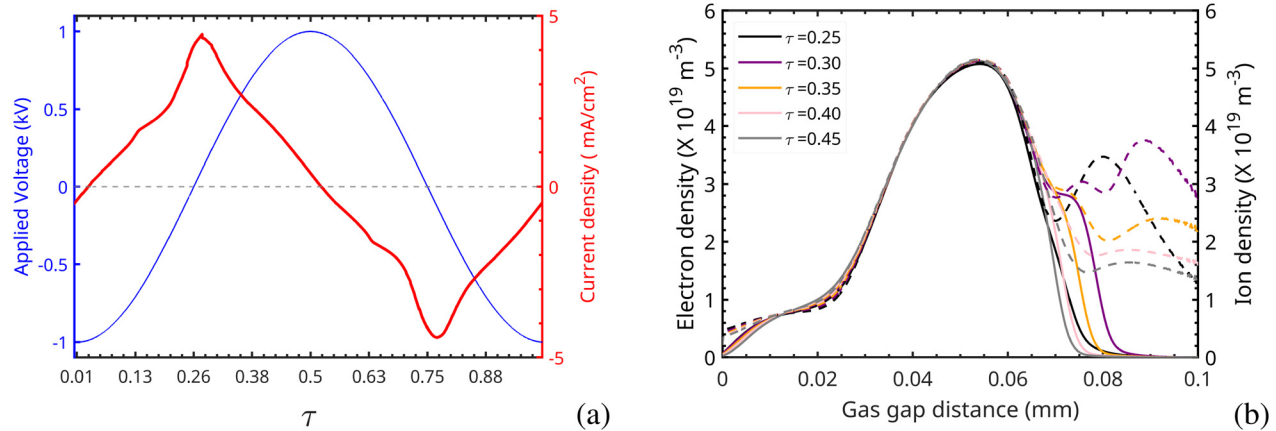 Applied Voltage (kV)
1
0.5
0
-0.5
-1
5
0
-5
Current density ( mA/cm2)
0.01 0.13 0.26 0.38 0.5 0.63 0.75 0.88
τ
(a)
Electron density (X 10^19 m^-3)
6
5
4
3
2
1
0
τ =0.25
τ =0.30
τ =0.35
τ =0.40
τ =0.45
6
5
4
3
2
1
0
Ion density (X 10^19 m^-3)
0 0.02 0.04 0.06 0.08 0.1
Gas gap distance (mm)
(b)